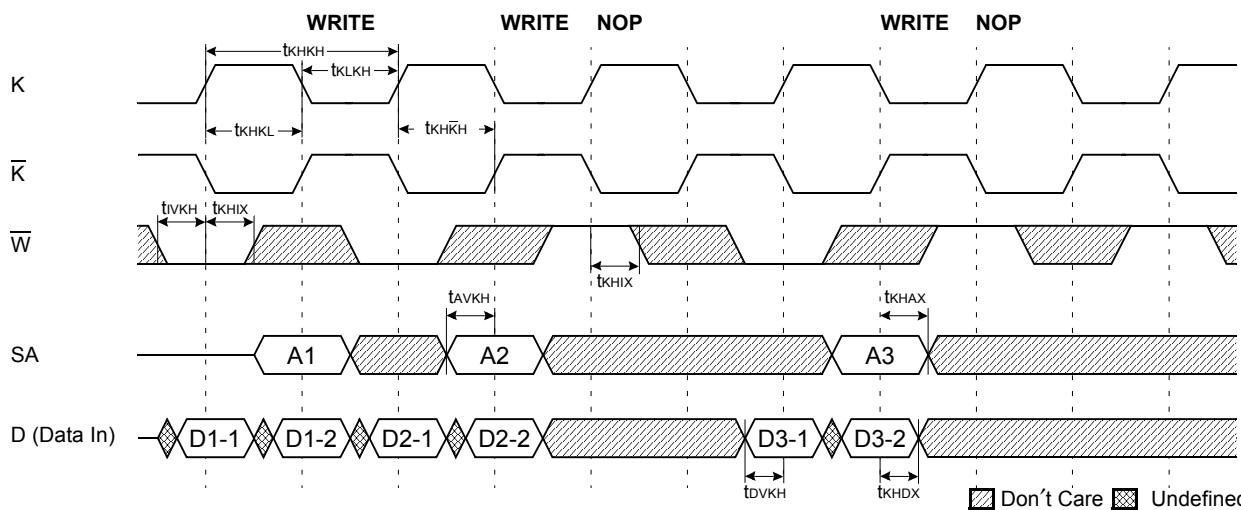 WRITE WRITE NOP WRITE NOP
tKHKH
tKLKH
K
tKHKL tKHK̅H
K̅
tIVKH tKHIX
W̅
tKHIX
tAVKH tKHAX
SA A1 A2 A3
D (Data In) D1-1 D1-2 D2-1 D2-2 D3-1 D3-2
tDVKH tKHDX
Don′t Care Undefined